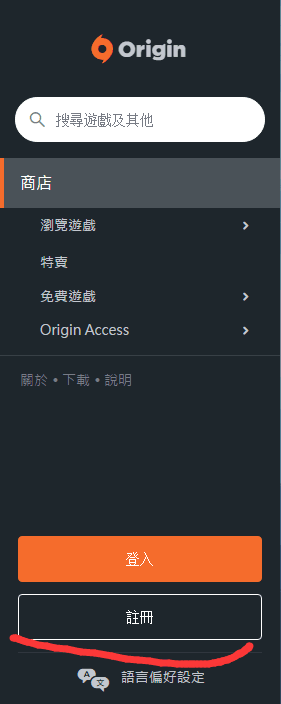 Origin
搜尋遊戲及其他
商店
瀏覽遊戲
特賣
免費遊戲
Origin Access
關於 • 下載 • 說明
登入
註冊
A 文 語言偏好設定